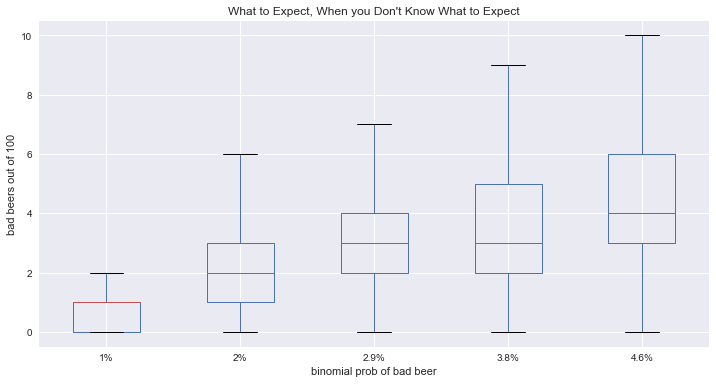 What to Expect, When you Don't Know What to Expect
10
8
6
4
2
0
bad beers out of 100
1% 2% 2.9% 3.8% 4.6%
binomial prob of bad beer